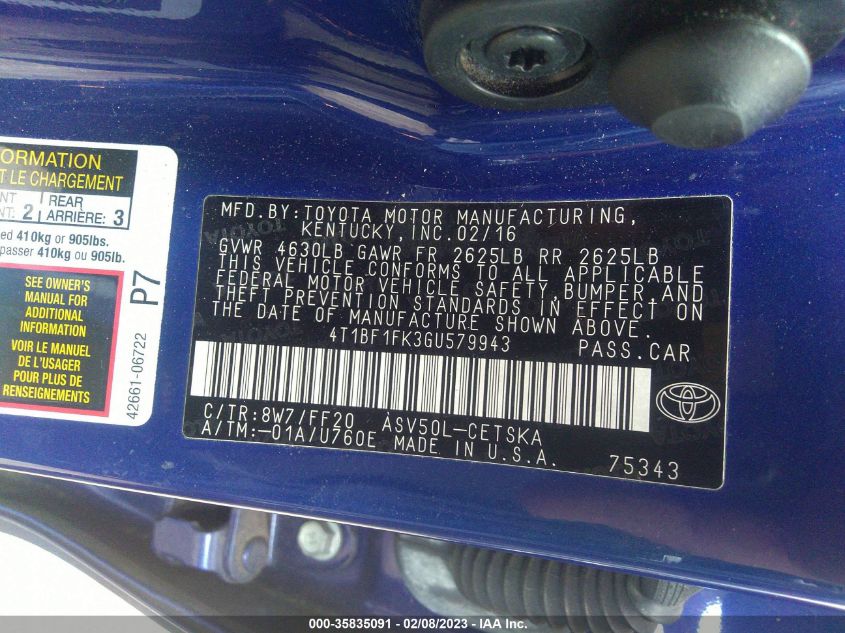 ORMATION
T LE CHARGEMENT
NT
NT: 2
REAR
ARRIÈRE: 3
ed 410kg or 905lbs.
passer 410kg ou 905lb.
SEE OWNER'S
MANUAL FOR
ADDITIONAL
INFORMATION
VOIR LE MANUEL
DE L'USAGER
POUR PLUS DE
RENSEIGNEMENTS
P7
42661-06722
MFD.BY:TOYOTA MOTOR MANUFACTURING,
KENTUCKY, INC.02/16
GVWR 4630LB GAWR FR 2625LB RR 2625LB
THIS VEHICLE CONFORMS TO ALL APPLICABLE
FEDERAL MOTOR VEHICLE SAFETY,BUMPER,AND
THEFT PREVENTION STANDARDS IN EFFECT ON
THE DATE OF MANUFACTURE SHOWN ABOVE.
4T1BF1FK3GU579943 PASS.CAR
C/TR:8W7/FF20 ASV50L-CETSKA
A/TM:-01A/U760E MADE IN U.S.A. 75343
000-35835091 - 02/08/2023 - IAA Inc.